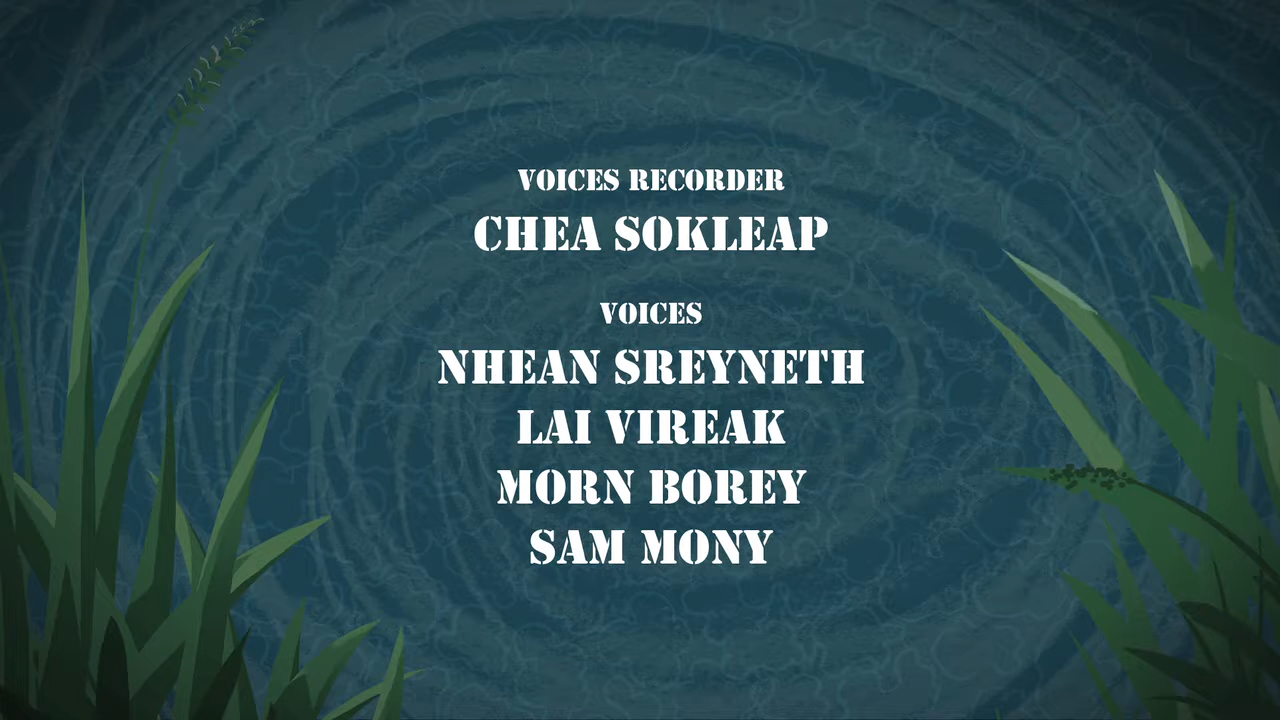 VOICES RECORDER
CHEA SOKLEAP
VOICES
NHEAN SREYNETH
LAI VIREAK
MORN BOREY
SAM MONY